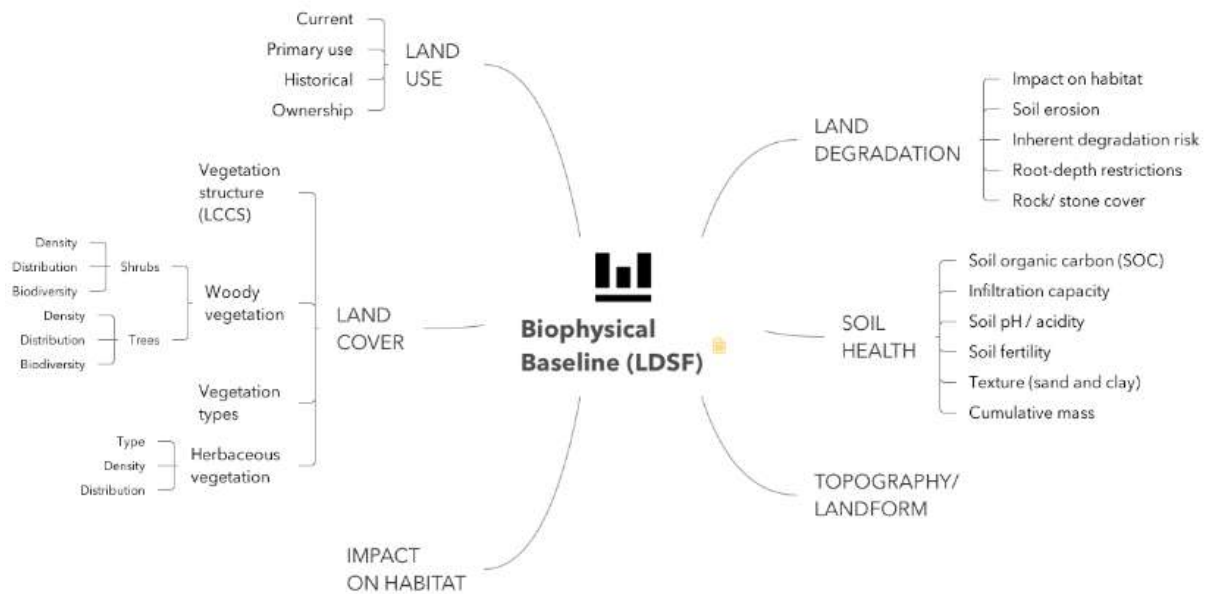 Current
Primary use
Historical
Ownership
LAND
USE
Vegetation
structure
(LCCS)
Density
Distribution
Biodiversity
Shrubs
Density
Distribution
Biodiversity
Trees
Woody
vegetation
Vegetation
types
Type
Density
Distribution
Herbaceous
vegetation
LAND
COVER
IMPACT
ON HABITAT
Biophysical
Baseline (LDSF)
LAND
DEGRADATION
Impact on habitat
Soil erosion
Inherent degradation risk
Root-depth restrictions
Rock/ stone cover
SOIL
HEALTH
Soil organic carbon (SOC)
Infiltration capacity
Soil pH / acidity
Soil fertility
Texture (sand and clay)
Cumulative mass
TOPOGRAPHY/
LANDFORM